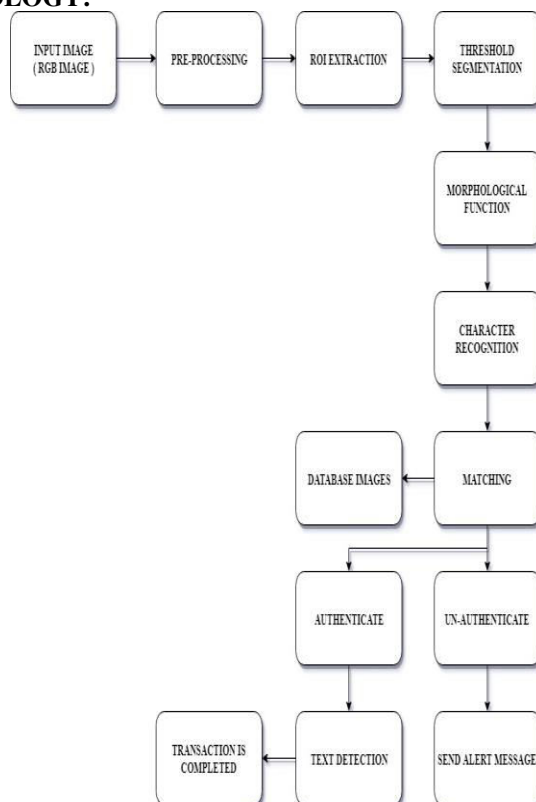 INPUT IMAGE
( RGB IMAGE )
PRE-PROCESSING
ROI EXTRACTION
THRESHOLD
SEGMENTATION
MORPHOLOGICAL
FUNCTION
CHARACTER
RECOGNITION
DATABASE IMAGES
MATCHING
AUTHENTICATE
UN-AUTHENTICATE
TRANSACTION IS
COMPLETED
TEXT DETECTION
SEND ALERT MESSAGE